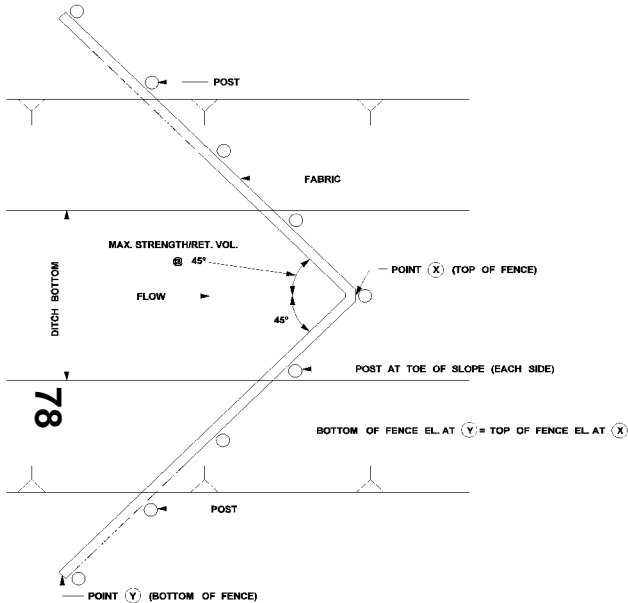 POST
FABRIC
MAX. STRENGTH/RET. VOL.
@ 45°
POINT X (TOP OF FENCE)
FLOW
DITCH BOTTOM
45°
POST AT TOE OF SLOPE (EACH SIDE)
78
BOTTOM OF FENCE EL. AT Y = TOP OF FENCE EL. AT X
POST
POINT Y (BOTTOM OF FENCE)